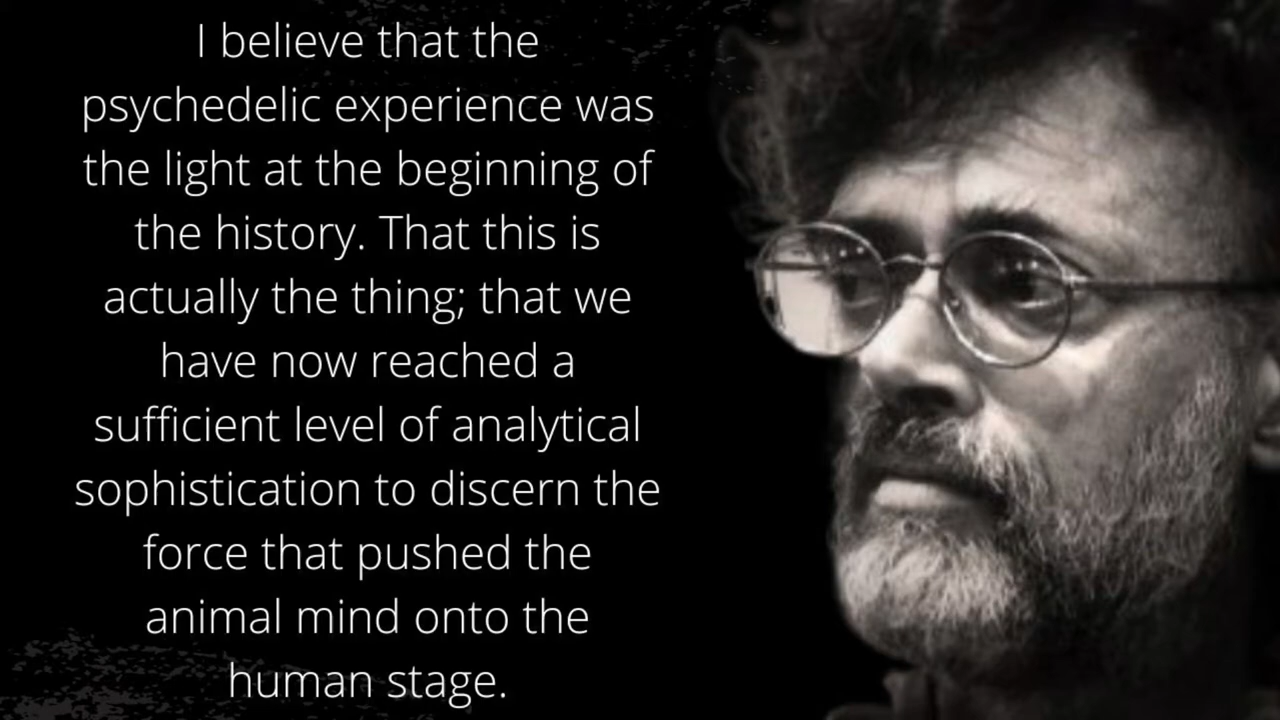 I believe that the
psychedelic experience was
the light at the beginning of
the history. That this is
actually the thing; that we
have now reached a
sufficient level of analytical
sophistication to discern the
force that pushed the
animal mind onto the
human stage.